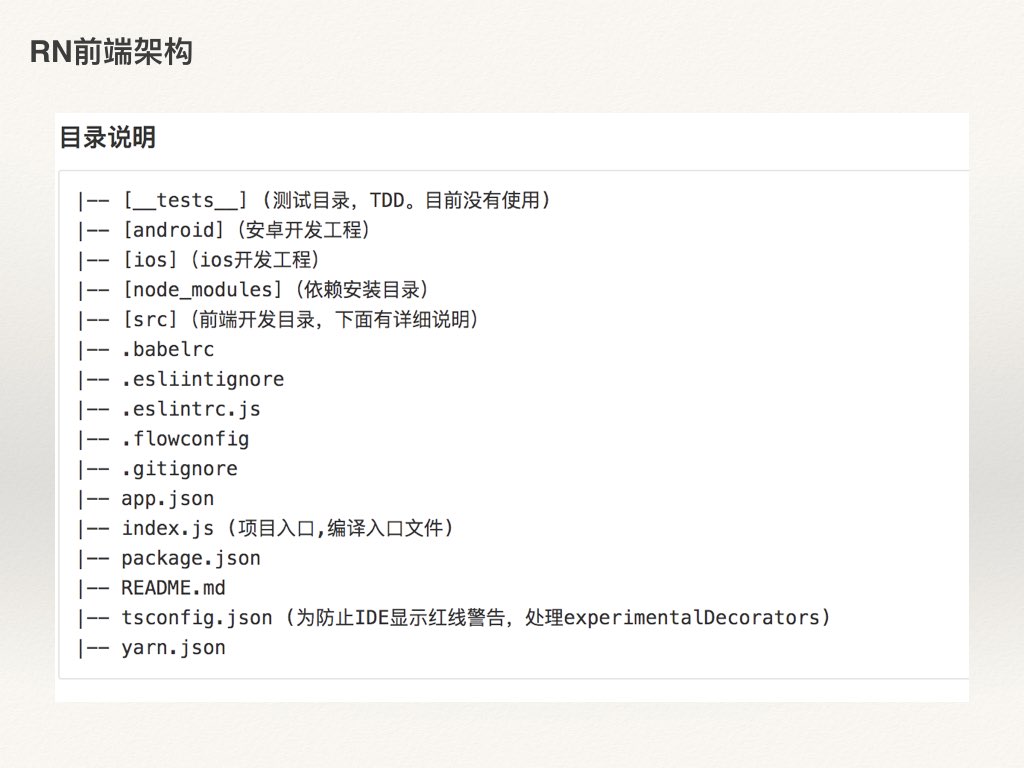 RN前端架构
目录说明
|-- [__tests__] (测试目录，TDD。目前没有使用)
|-- [android] (安卓开发工程)
|-- [ios] (ios开发工程)
|-- [node_modules] (依赖安装目录)
|-- [src] (前端开发目录，下面有详细说明)
|-- .babelrc
|-- .esliintignore
|-- .eslintrc.js
|-- .flowconfig
|-- .gitignore
|-- app.json
|-- index.js (项目入口,编译入口文件)
|-- package.json
|-- README.md
|-- tsconfig.json (为防止IDE显示红线警告，处理experimentalDecorators)
|-- yarn.json